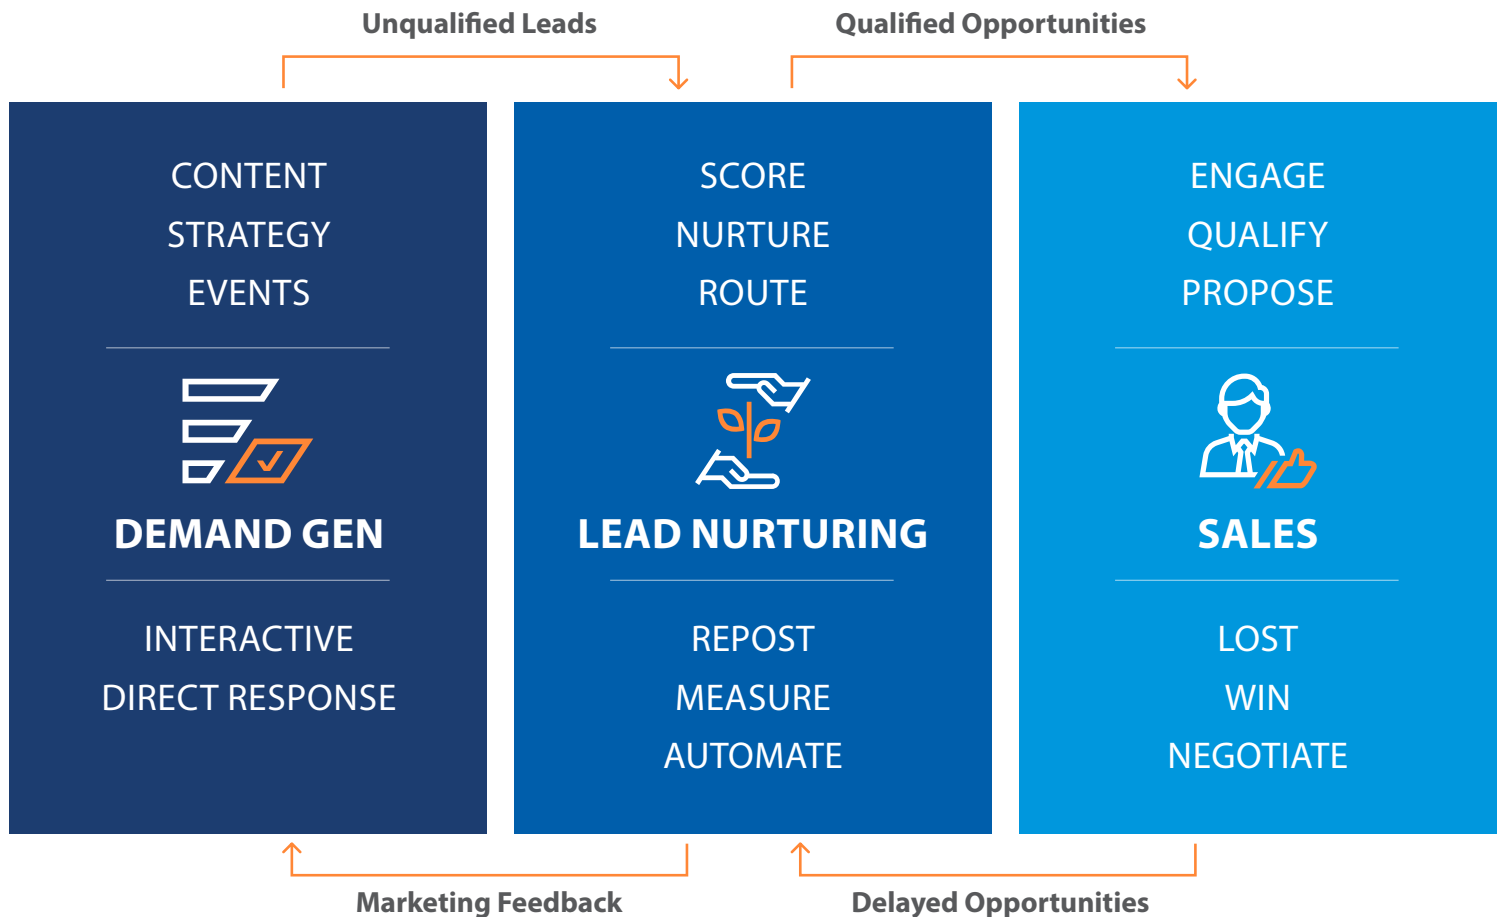 Unqualified Leads
Qualified Opportunities
CONTENT
STRATEGY
EVENTS
DEMAND GEN
INTERACTIVE
DIRECT RESPONSE
SCORE
NURTURE
ROUTE
LEAD NURTURING
REPOST
MEASURE
AUTOMATE
ENGAGE
QUALIFY
PROPOSE
SALES
LOST
WIN
NEGOTIATE
Marketing Feedback
Delayed Opportunities